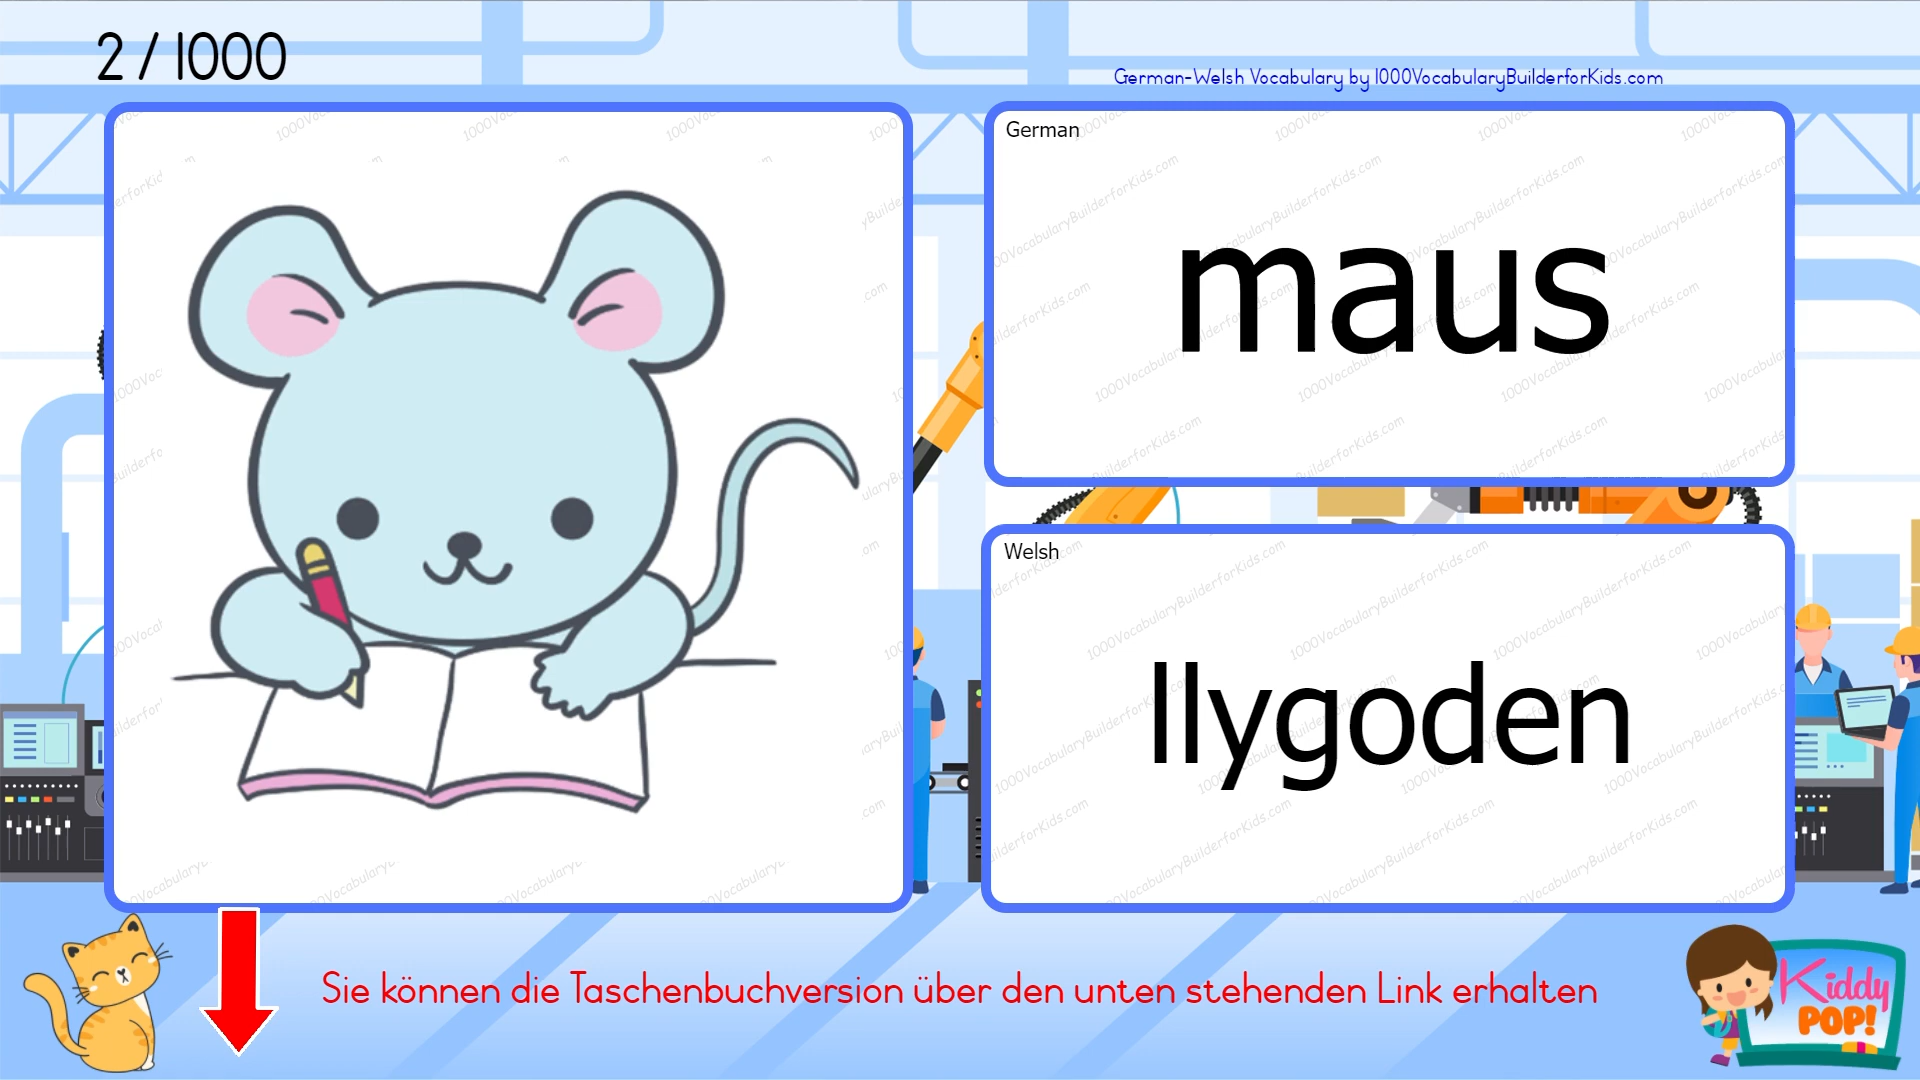 2 / 1000
German-Welsh Vocabulary by 1000VocabularyBuilderforKids.com
German
maus
Welsh
llygoden
Sie können die Taschenbuchversion über den unten stehenden Link erhalten
Kiddy
POP!